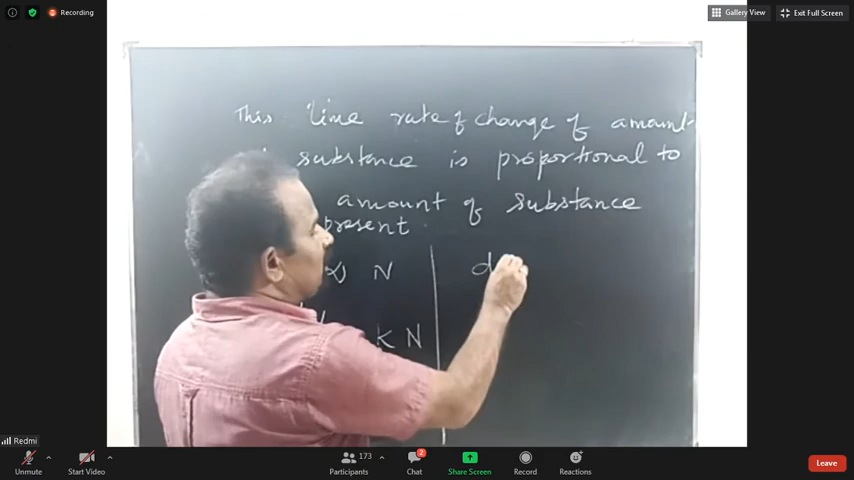 Recording
Gallery View
Exit Full Screen
This time rate of change of amount
substance is proportional to
amount of substance
present.
∝ N
d
K N
Redmi
Unmute
Start Video
173
Participants
2
Chat
Share Screen
Record
Reactions
Leave